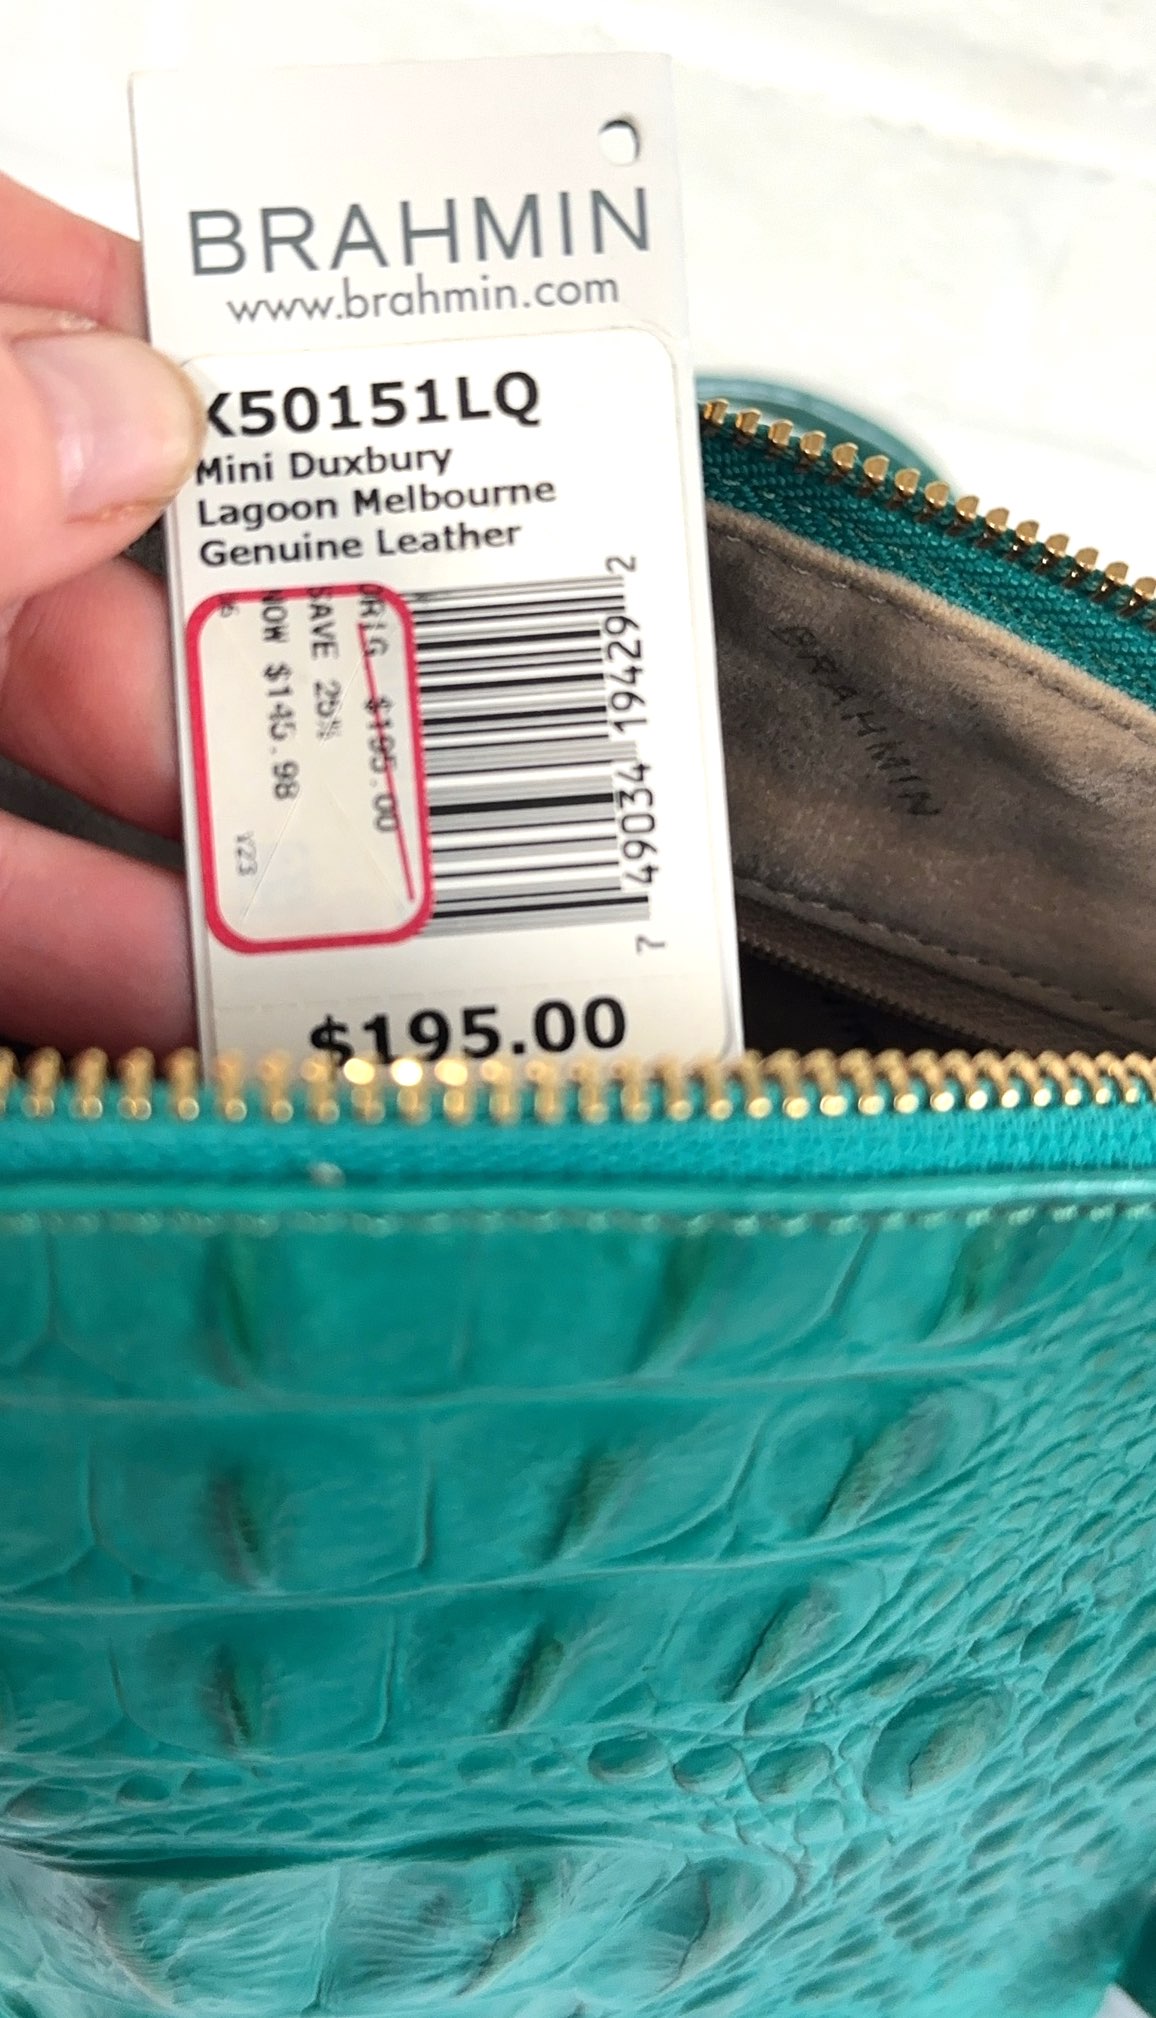 BRAHMIN
www.brahmin.com
K50151LQ
Mini Duxbury
Lagoon Melbourne
Genuine Leather
ORIG $195.00
SAVE 25%
NOW $145.98
Y23
7 49034 19429 2
$195.00
BRAHMIN